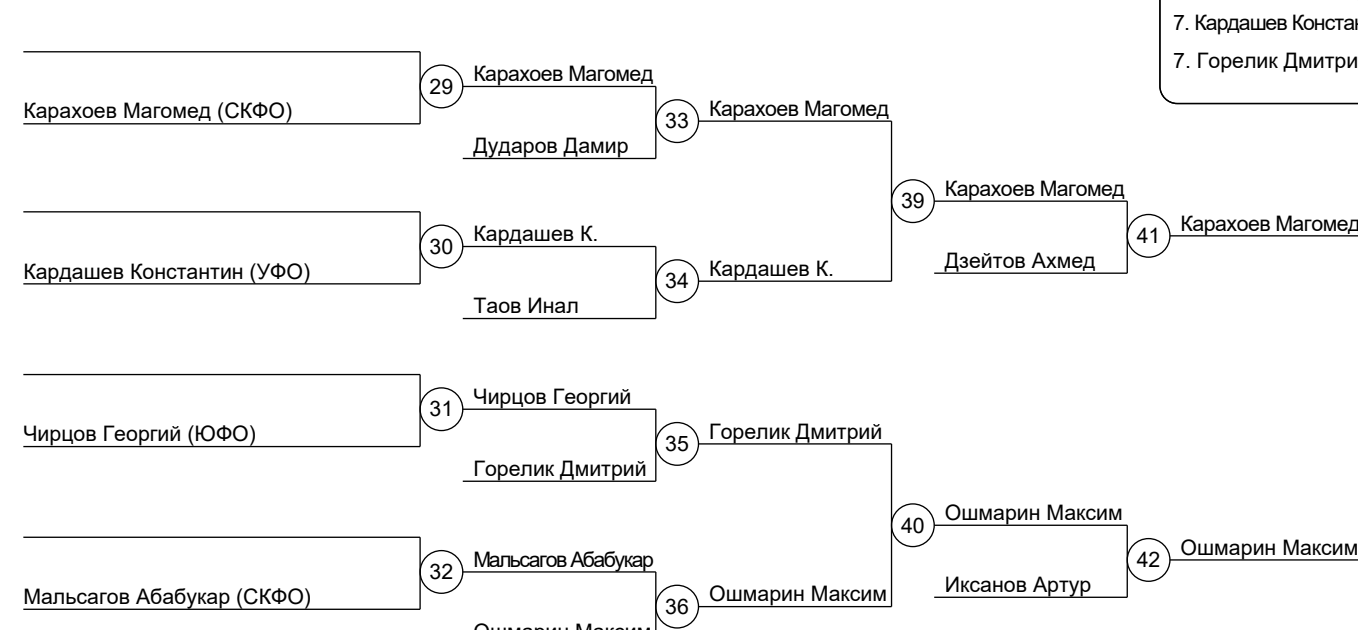 7. Кардашев Конста
7. Горелик Дмитри
Карахоев Магомед
29
Карахоев Магомед (СКФО)
Карахоев Магомед
33
Дударов Дамир
Карахоев Магомед
39
Кардашев К.
30
Кардашев Константин (УФО)
Кардашев К.
34
Таов Инал
Дзейтов Ахмед
41
Карахоев Магомед
Чирцов Георгий
31
Чирцов Георгий (ЮФО)
Горелик Дмитрий
35
Горелик Дмитрий
Ошмарин Максим
40
Мальсагов Абабукар
32
Мальсагов Абабукар (СКФО)
Ошмарин Максим
36
Ошмарин Максим
Иксанов Артур
42
Ошмарин Максим